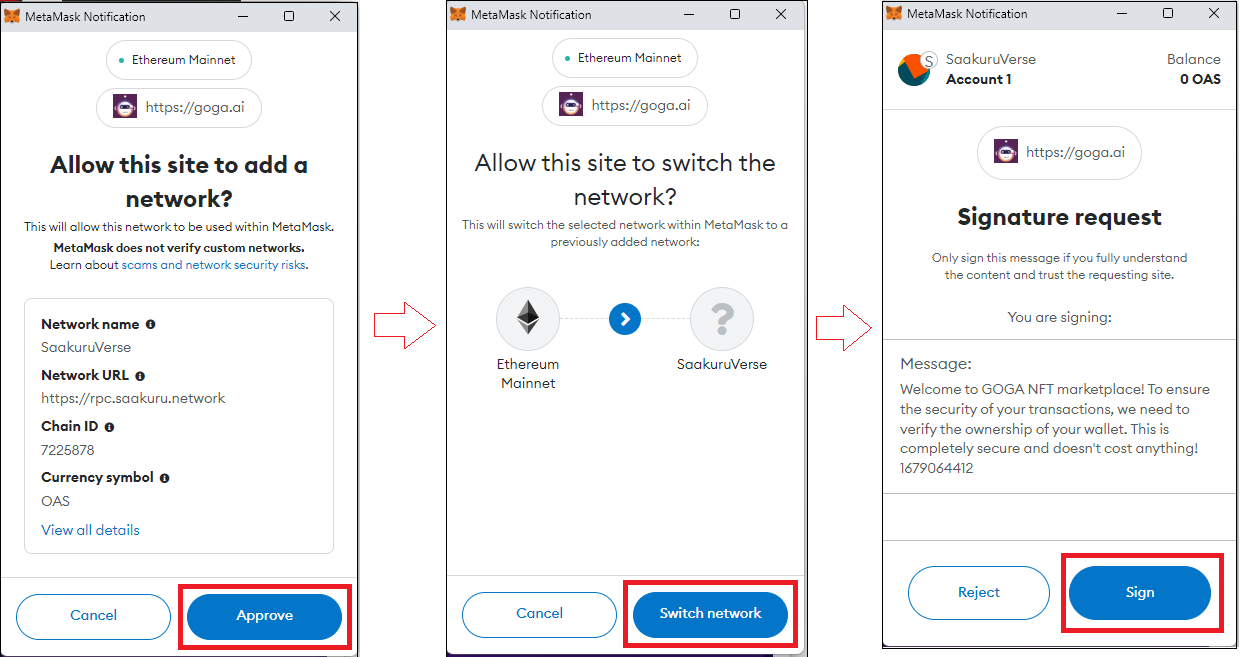 MetaMask Notification
Ethereum Mainnet
https://goga.ai
Allow this site to add a
network?
This will allow this network to be used within MetaMask.
MetaMask does not verify custom networks.
Learn about scams and network security risks.
Network name
SaakuruVerse
Network URL
https://rpc.saakuru.network
Chain ID
7225878
Currency symbol
OAS
View all details
Cancel
Approve
MetaMask Notification
Ethereum Mainnet
https://goga.ai
Allow this site to switch the
network?
This will switch the selected network within MetaMask to a
previously added network:
?
Ethereum
Mainnet
SaakuruVerse
Cancel
Switch network
MetaMask Notification
S
SaakuruVerse
Account 1
Balance
0 OAS
https://goga.ai
Signature request
Only sign this message if you fully understand
the content and trust the requesting site.
You are signing:
Message:
Welcome to GOGA NFT marketplace! To ensure
the security of your transactions, we need to
verify the ownership of your wallet. This is
completely secure and doesn't cost anything!
1679064412
Reject
Sign